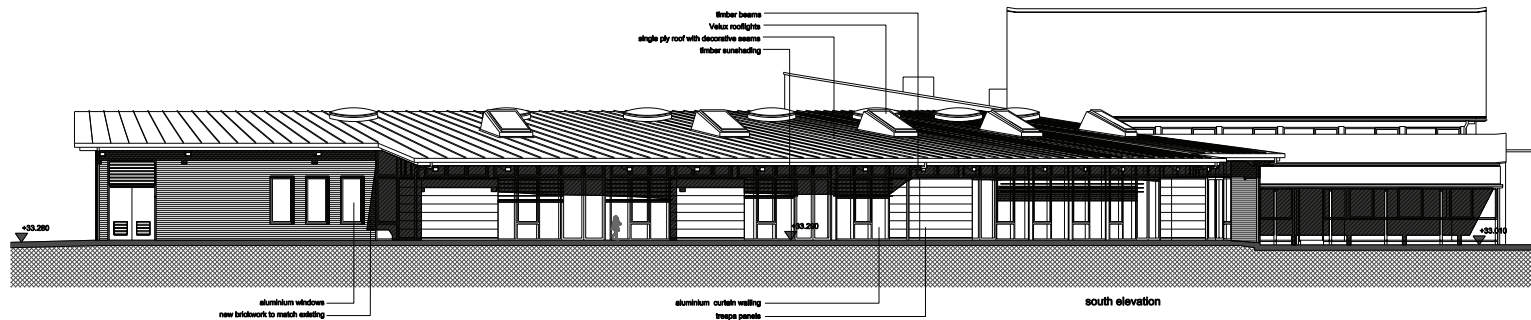 timber beams
Velux rooflights
single ply roof with decorative seams
timber sunshading
+33.260
+33.200
+33.010
aluminium windows
new brickwork to match existing
aluminium curtain walling
trespa panels
south elevation